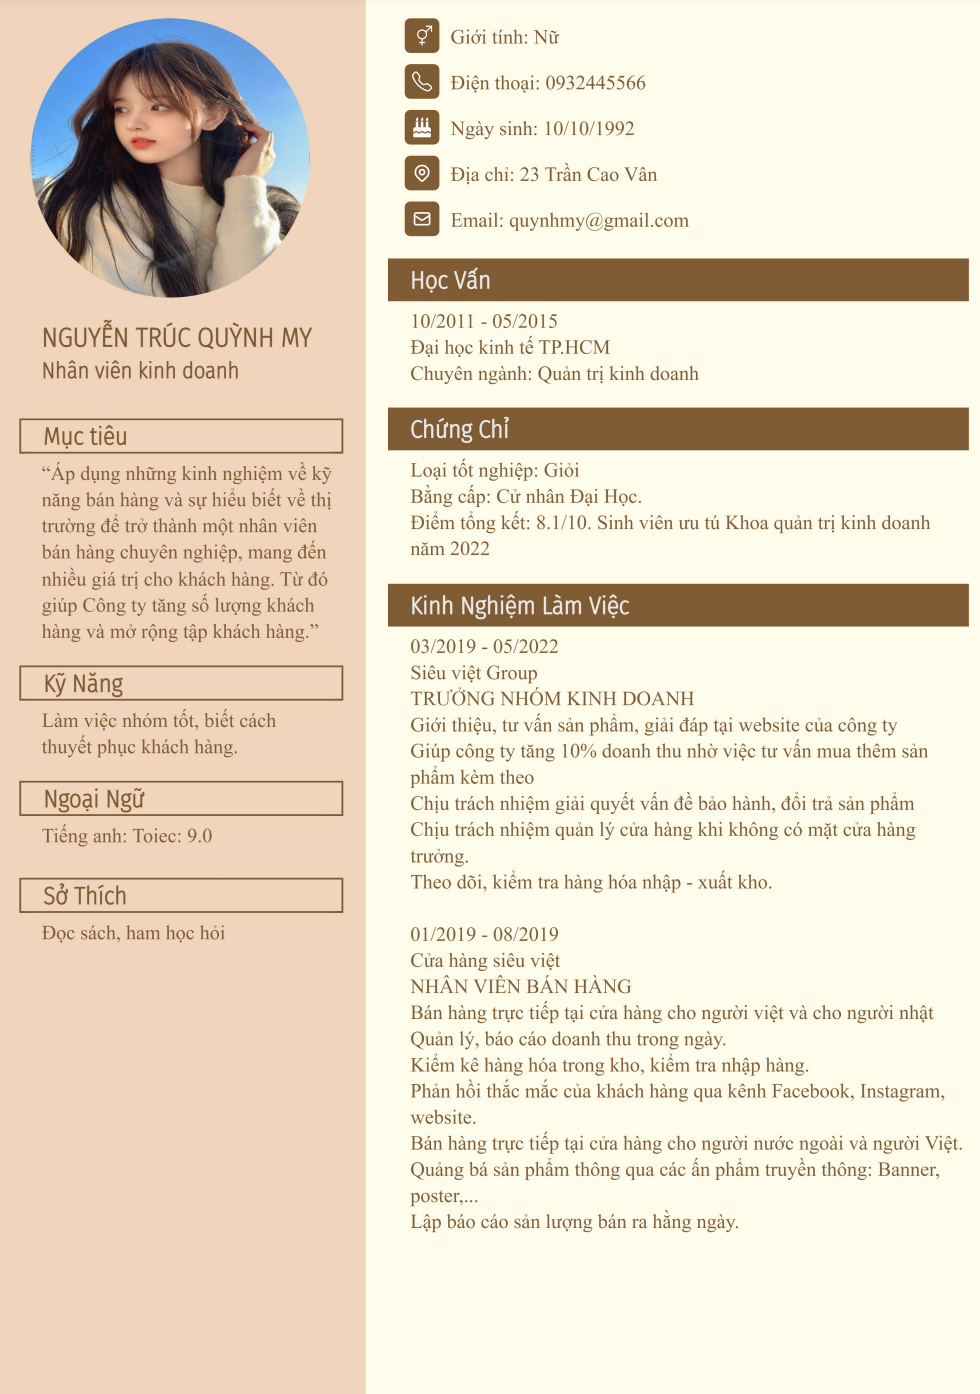 NGUYỄN TRÚC QUỲNH MY
Nhân viên kinh doanh
Mục tiêu
“Áp dụng những kinh nghiệm về kỹ
năng bán hàng và sự hiểu biết về thị
trường để trở thành một nhân viên
bán hàng chuyên nghiệp, mang đến
nhiều giá trị cho khách hàng. Từ đó
giúp Công ty tăng số lượng khách
hàng và mở rộng tập khách hàng.”
Kỹ Năng
Làm việc nhóm tốt, biết cách
thuyết phục khách hàng.
Ngoại Ngữ
Tiếng anh: Toiec: 9.0
Sở Thích
Đọc sách, ham học hỏi
Giới tính: Nữ
Điện thoại: 0932445566
Ngày sinh: 10/10/1992
Địa chỉ: 23 Trần Cao Vân
Email: quynhmy@gmail.com
Học Vấn
10/2011 - 05/2015
Đại học kinh tế TP.HCM
Chuyên ngành: Quản trị kinh doanh
Chứng Chỉ
Loại tốt nghiệp: Giỏi
Bằng cấp: Cử nhân Đại Học.
Điểm tổng kết: 8.1/10. Sinh viên ưu tú Khoa quản trị kinh doanh
năm 2022
Kinh Nghiệm Làm Việc
03/2019 - 05/2022
Siêu việt Group
TRƯỞNG NHÓM KINH DOANH
Giới thiệu, tư vấn sản phẩm, giải đáp tại website của công ty
Giúp công ty tăng 10% doanh thu nhờ việc tư vấn mua thêm sản
phẩm kèm theo
Chịu trách nhiệm giải quyết vấn đề bảo hành, đổi trả sản phẩm
Chịu trách nhiệm quản lý cửa hàng khi không có mặt cửa hàng
trưởng.
Theo dõi, kiểm tra hàng hóa nhập - xuất kho.
01/2019 - 08/2019
Cửa hàng siêu việt
NHÂN VIÊN BÁN HÀNG
Bán hàng trực tiếp tại cửa hàng cho người việt và cho người nhật
Quản lý, báo cáo doanh thu trong ngày.
Kiểm kê hàng hóa trong kho, kiểm tra nhập hàng.
Phản hồi thắc mắc của khách hàng qua kênh Facebook, Instagram,
website.
Bán hàng trực tiếp tại cửa hàng cho người nước ngoài và người Việt.
Quảng bá sản phẩm thông qua các ấn phẩm truyền thông: Banner,
poster,...
Lập báo cáo sản lượng bán ra hằng ngày.